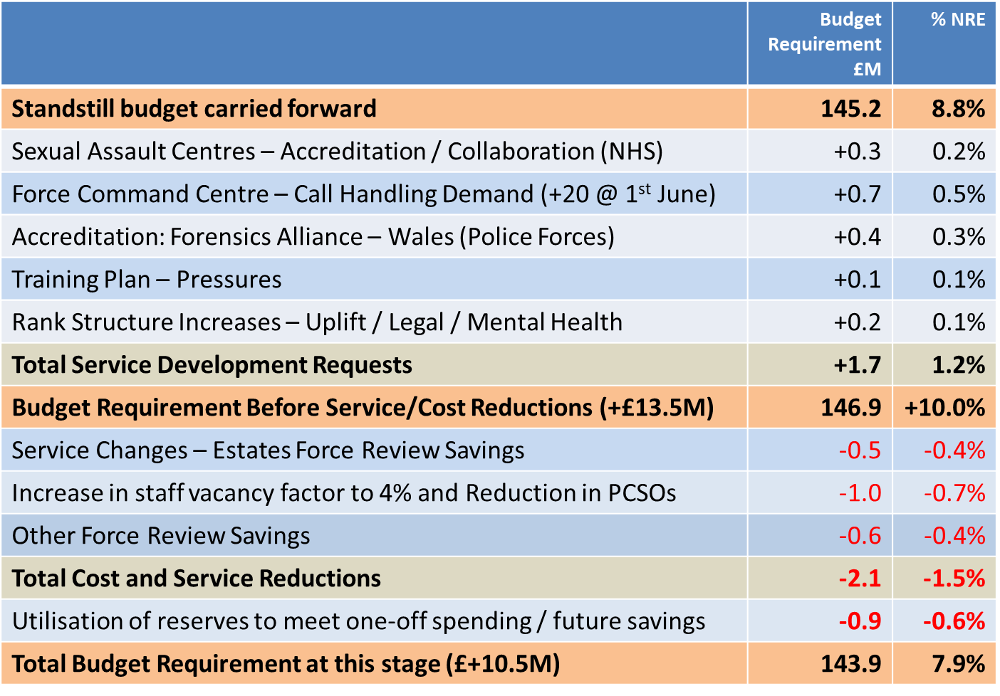 Budget Requirement £M % NRE
Standstill budget carried forward 145.2 8.8%
Sexual Assault Centres – Accreditation / Collaboration (NHS) +0.3 0.2%
Force Command Centre – Call Handling Demand (+20 @ 1st June) +0.7 0.5%
Accreditation: Forensics Alliance – Wales (Police Forces) +0.4 0.3%
Training Plan – Pressures +0.1 0.1%
Rank Structure Increases – Uplift / Legal / Mental Health +0.2 0.1%
Total Service Development Requests +1.7 1.2%
Budget Requirement Before Service/Cost Reductions (+£13.5M) 146.9 +10.0%
Service Changes – Estates Force Review Savings -0.5 -0.4%
Increase in staff vacancy factor to 4% and Reduction in PCSOs -1.0 -0.7%
Other Force Review Savings -0.6 -0.4%
Total Cost and Service Reductions -2.1 -1.5%
Utilisation of reserves to meet one-off spending / future savings -0.9 -0.6%
Total Budget Requirement at this stage (£+10.5M) 143.9 7.9%